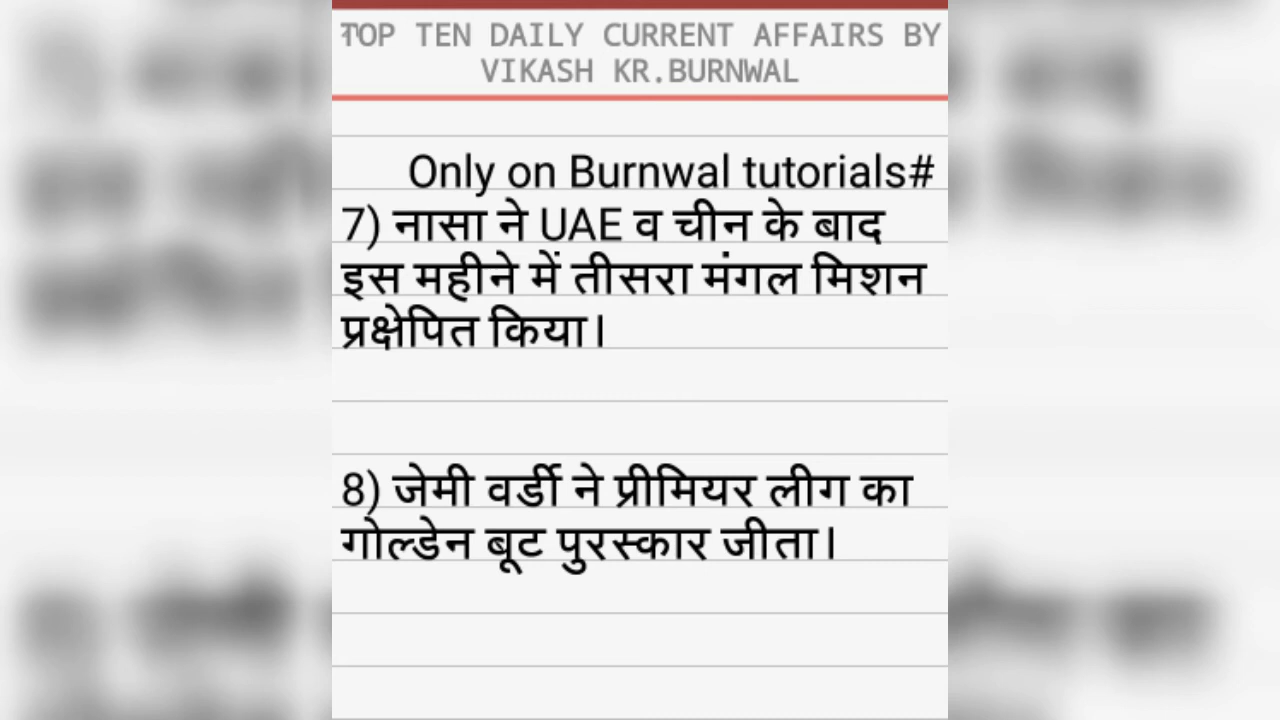 TOP TEN DAILY CURRENT AFFAIRS BY
VIKASH KR.BURNWAL
Only on Burnwal tutorials#
7) नासा ने UAE व चीन के बाद
इस महीने में तीसरा मंगल मिशन
प्रक्षेपित किया।
8) जेमी वर्डी ने प्रीमियर लीग का
गोल्डेन बूट पुरस्कार जीता।